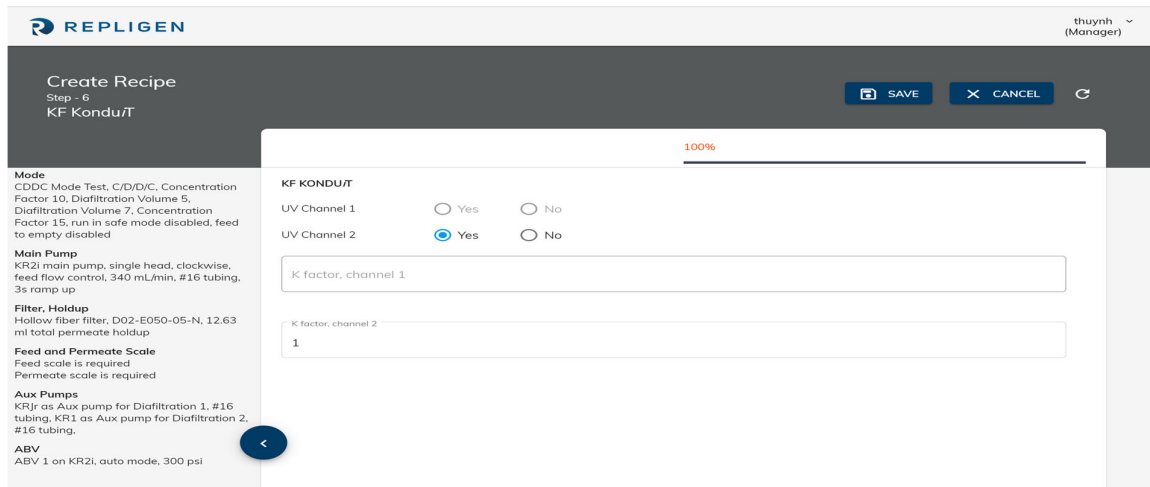 REPLIGEN
thuynh
(Manager)
Create Recipe
Step - 6
KF KonduiT
SAVE
CANCEL
100%
Mode
CDDC Mode Test, C/D/D/C, Concentration
Factor 10, Diafiltration Volume 5,
Diafiltration Volume 7, Concentration
Factor 15, run in safe mode disabled, feed
to empty disabled
Main Pump
KR2i main pump, single head, clockwise,
feed flow control, 340 mL/min, #16 tubing,
3s ramp up
Filter, Holdup
Hollow fiber filter, D02-E050-05-N, 12.63
ml total permeate holdup
Feed and Permeate Scale
Feed scale is required
Permeate scale is required
Aux Pumps
KRJr as Aux pump for Diafiltration 1, #16
tubing, KR1 as Aux pump for Diafiltration 2,
#16 tubing,
ABV
ABV 1 on KR2i, auto mode, 300 psi
KF KONDUiT
UV Channel 1 Yes No
UV Channel 2 Yes No
K factor, channel 1
K factor, channel 2
1